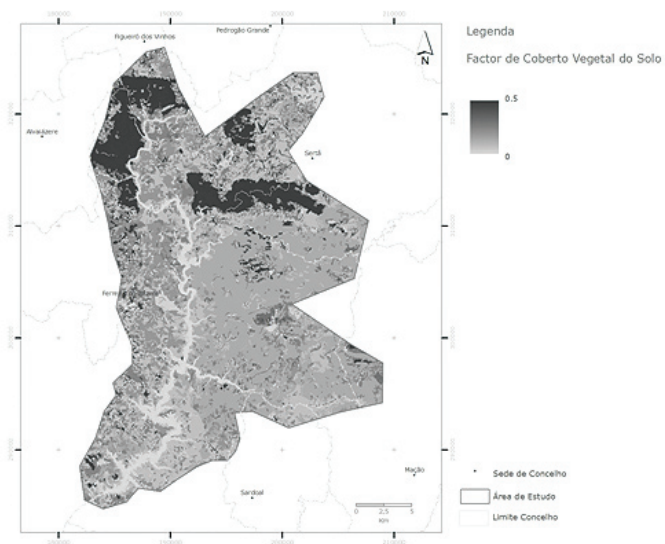 Figueiró dos Vinhos
Pedrógão Grande
N
Alvaiázere
Sertã
Mação
Sardoal
0 2,5 5
km
Legenda
Factor de Coberto Vegetal do Solo
0.5
0
Sede de Concelho
Área de Estudo
Limite Concelho